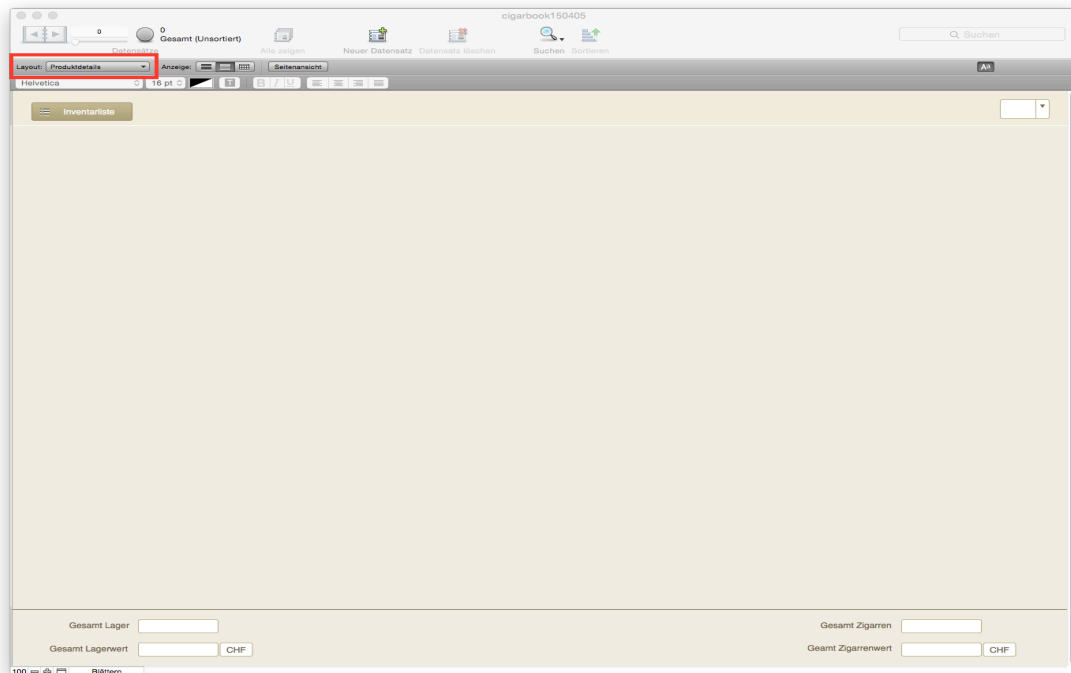 cigarbook150405
0
0
Gesamt (Unsortiert)
Datensätze
Alle zeigen
Neuer Datensatz
Datensatz löschen
Suchen
Sortieren
Suchen
Layout:
Produktdetails
Anzeige:
Seitenansicht
Aa
Helvetica
16 pt
T
B
I
U
Inventarliste
Gesamt Lager
Gesamt Zigarren
Gesamt Lagerwert
CHF
Geamt Zigarrenwert
CHF
100
Blättern